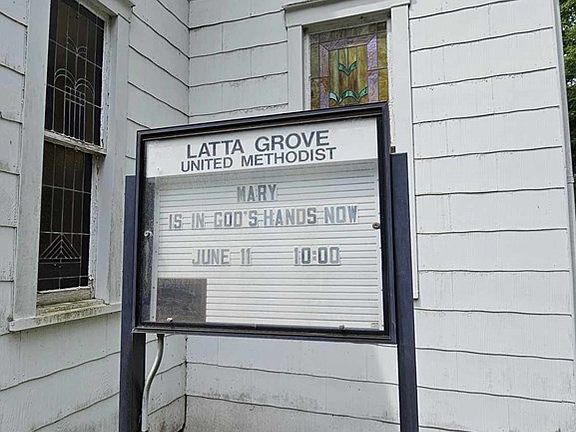 LATTA GROVE
UNITED METHODIST
MARY
IS IN GOD'S HANDS NOW
JUNE 11 10:00